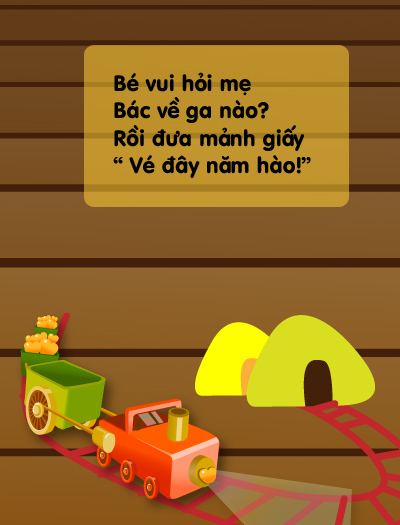 Bé vui hỏi mẹ
Bác về ga nào?
Rồi đưa mảnh giấy
“ Vé đây năm hào!”